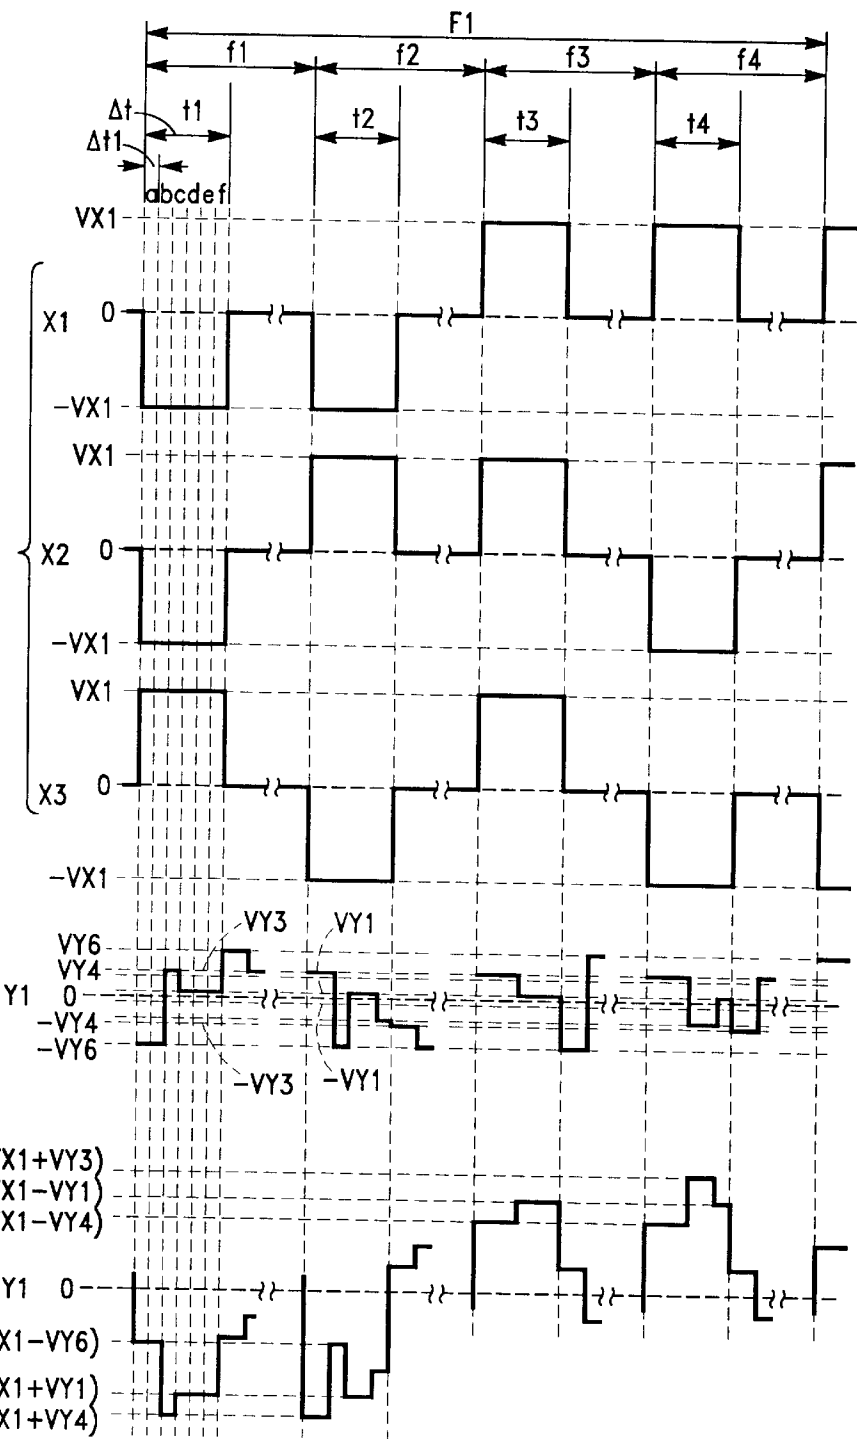 F1
f1 f2 f3 f4
Δt t1 t2 t3 t4
Δt1
abcdef
VX1
X1 0
-VX1
VX1
X2 0
-VX1
VX1
X3 0
-VX1
VY3 VY1
VY6
VY4
Y1 0
-VY4
-VY6
-VY3 -VY1
X1+VY3)
X1-VY1)
X1-VY4)
Y1 0
X1-VY6)
X1+VY1)
X1+VY4)